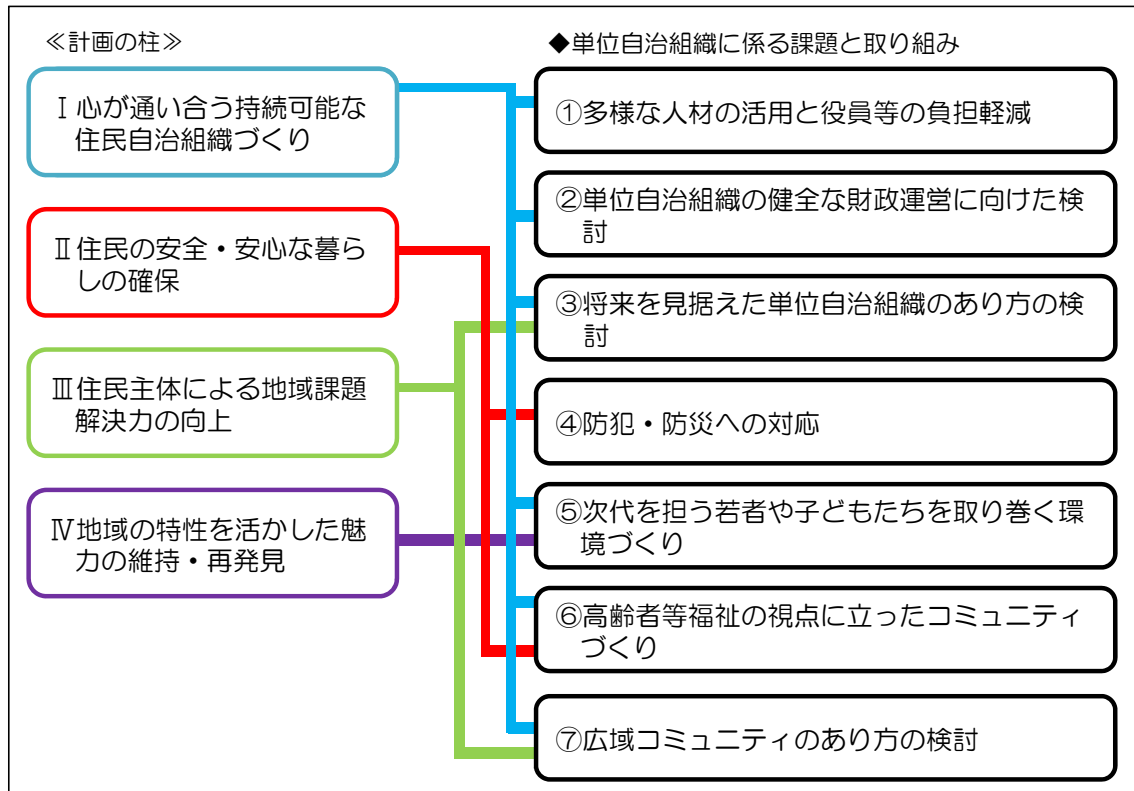 ≪計画の柱≫
Ⅰ心が通い合う持続可能な
住民自治組織づくり
Ⅱ住民の安全・安心な暮ら
しの確保
Ⅲ住民主体による地域課題
解決力の向上
Ⅳ地域の特性を活かした魅
力の維持・再発見
◆単位自治組織に係る課題と取り組み
①多様な人材の活用と役員等の負担軽減
②単位自治組織の健全な財政運営に向けた検
討
③将来を見据えた単位自治組織のあり方の検
討
④防犯・防災への対応
⑤次代を担う若者や子どもたちを取り巻く環
境づくり
⑥高齢者等福祉の視点に立ったコミュニティ
づくり
⑦広域コミュニティのあり方の検討